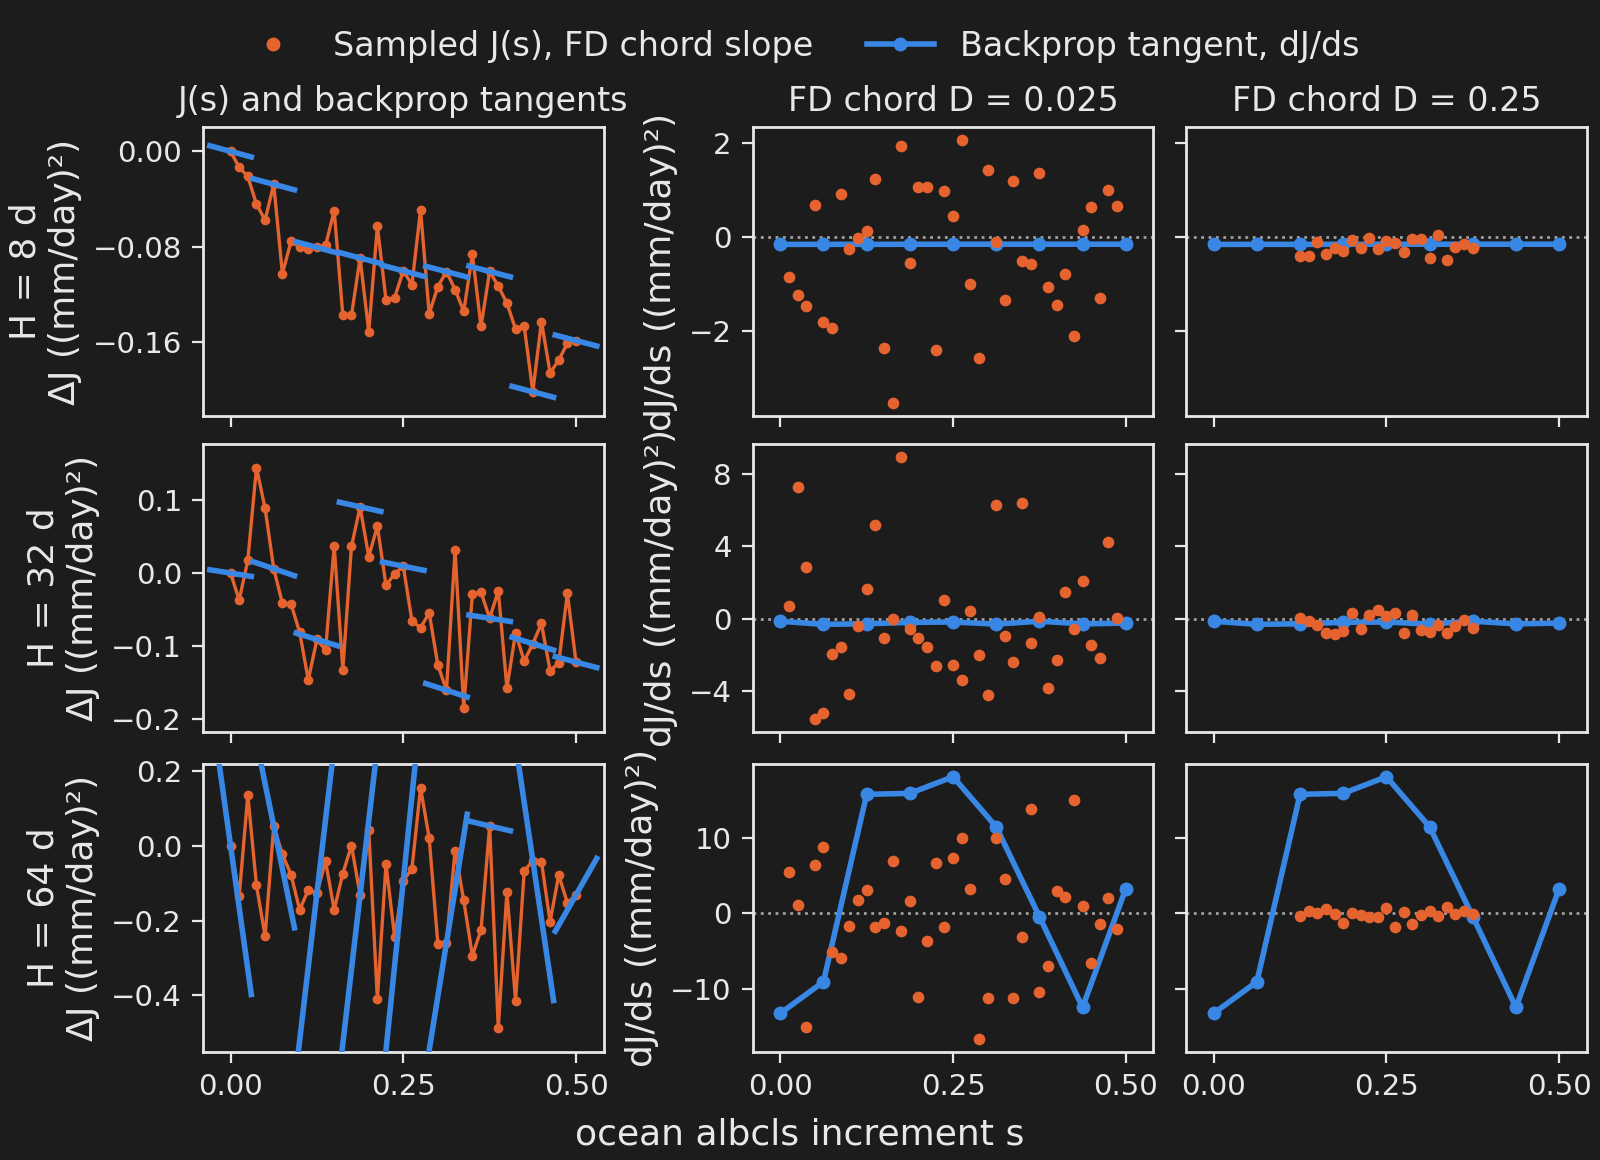 Sampled J(s), FD chord slope
Backprop tangent, dJ/ds
J(s) and backprop tangents
FD chord D = 0.025
FD chord D = 0.25
H = 8 d
ΔJ ((mm/day)²)
0.00
−0.08
−0.16
dJ/ds ((mm/day)²)
2
0
−2
H = 32 d
ΔJ ((mm/day)²)
0.1
0.0
−0.1
−0.2
dJ/ds ((mm/day)²)
8
4
0
−4
H = 64 d
ΔJ ((mm/day)²)
0.2
0.0
−0.2
−0.4
dJ/ds ((mm/day)²)
10
0
−10
0.00 0.25 0.50
0.00 0.25 0.50
0.00 0.25 0.50
ocean albcls increment s